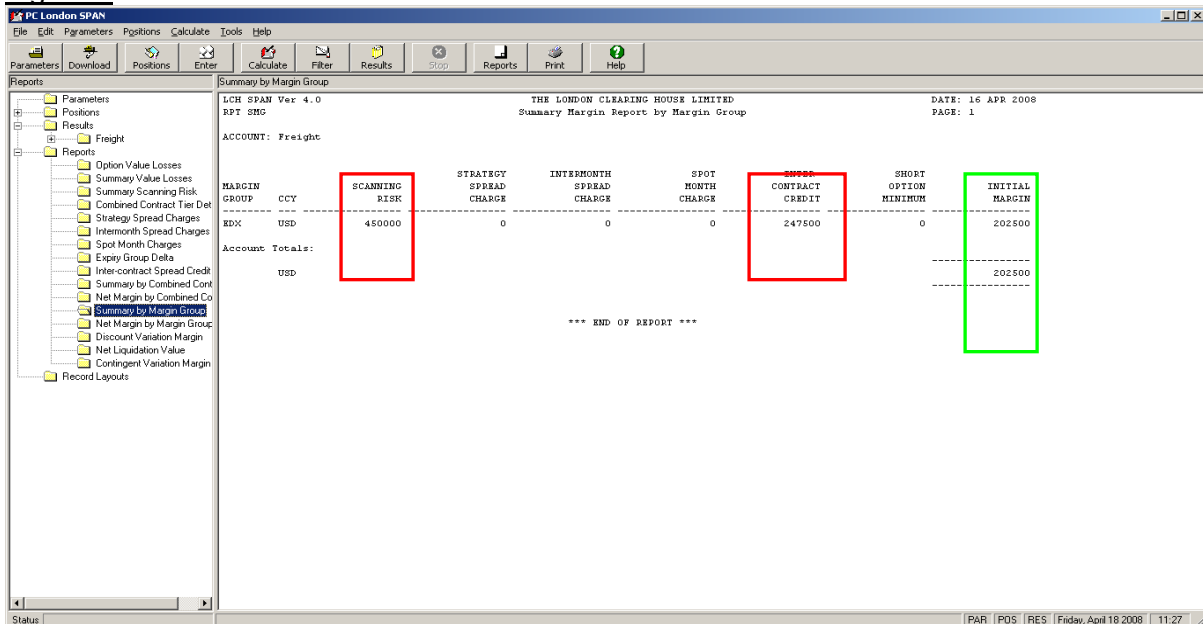 PC London SPAN
File Edit Parameters Positions Calculate Tools Help
Parameters Download Positions Enter Calculate Filter Results Stop Reports Print Help
Reports
Summary by Margin Group
Parameters
Positions
Results
Freight
Reports
Option Value Losses
Summary Value Losses
Summary Scanning Risk
Combined Contract Tier Det
Strategy Spread Charges
Intermonth Spread Charges
Spot Month Charges
Expiry Group Delta
Inter-contract Spread Credit
Summary by Combined Cont
Net Margin by Combined Co
Summary by Margin Group
Net Margin by Margin Group
Discount Variation Margin
Net Liquidation Value
Contingent Variation Margin
Record Layouts
LCH SPAN Ver 4.0 THE LONDON CLEARING HOUSE LIMITED DATE: 16 APR 2008
RPT SMG Summary Margin Report by Margin Group PAGE: 1
ACCOUNT: Freight
STRATEGY INTERMONTH SPOT INTER SHORT
MARGIN SCANNING SPREAD SPREAD MONTH CONTRACT OPTION INITIAL
GROUP CCY RISK CHARGE CHARGE CHARGE CREDIT MINIMUM MARGIN
EDX USD 450000 0 0 0 247500 0 202500
Account Totals:
USD 202500
*** END OF REPORT ***
Status PAR POS RES Friday, April 18 2008 11:27